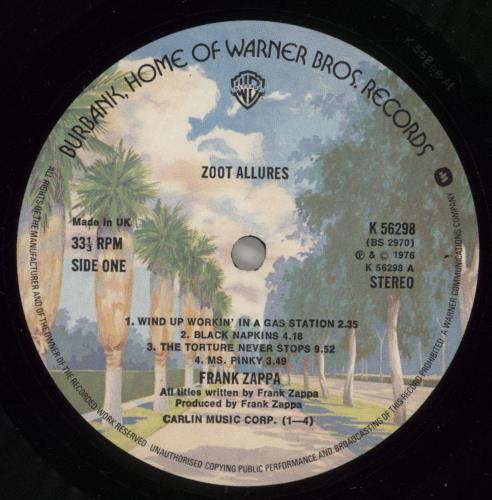 BURBANK, HOME OF WARNER BROS. RECORDS
K 56298 A1
ZOOT ALLURES
Made in UK
33⅓ RPM
SIDE ONE
K 56298
(BS 2970)
℗ & © 1976
K 56298 A
STEREO
1. WIND UP WORKIN' IN A GAS STATION 2.35
2. BLACK NAPKINS 4.18
3. THE TORTURE NEVER STOPS 9.52
4. MS. PINKY 3.49
FRANK ZAPPA
All titles written by Frank Zappa
Produced by Frank Zappa
CARLIN MUSIC CORP. (1—4)
ALL RIGHTS OF THE MANUFACTURER AND OF THE OWNER OF THE RECORDED WORK RESERVED UNAUTHORISED COPYING PUBLIC PERFORMANCE AND BROADCASTING OF THIS RECORD PROHIBITED. A WARNER COMMUNICATIONS COMPANY